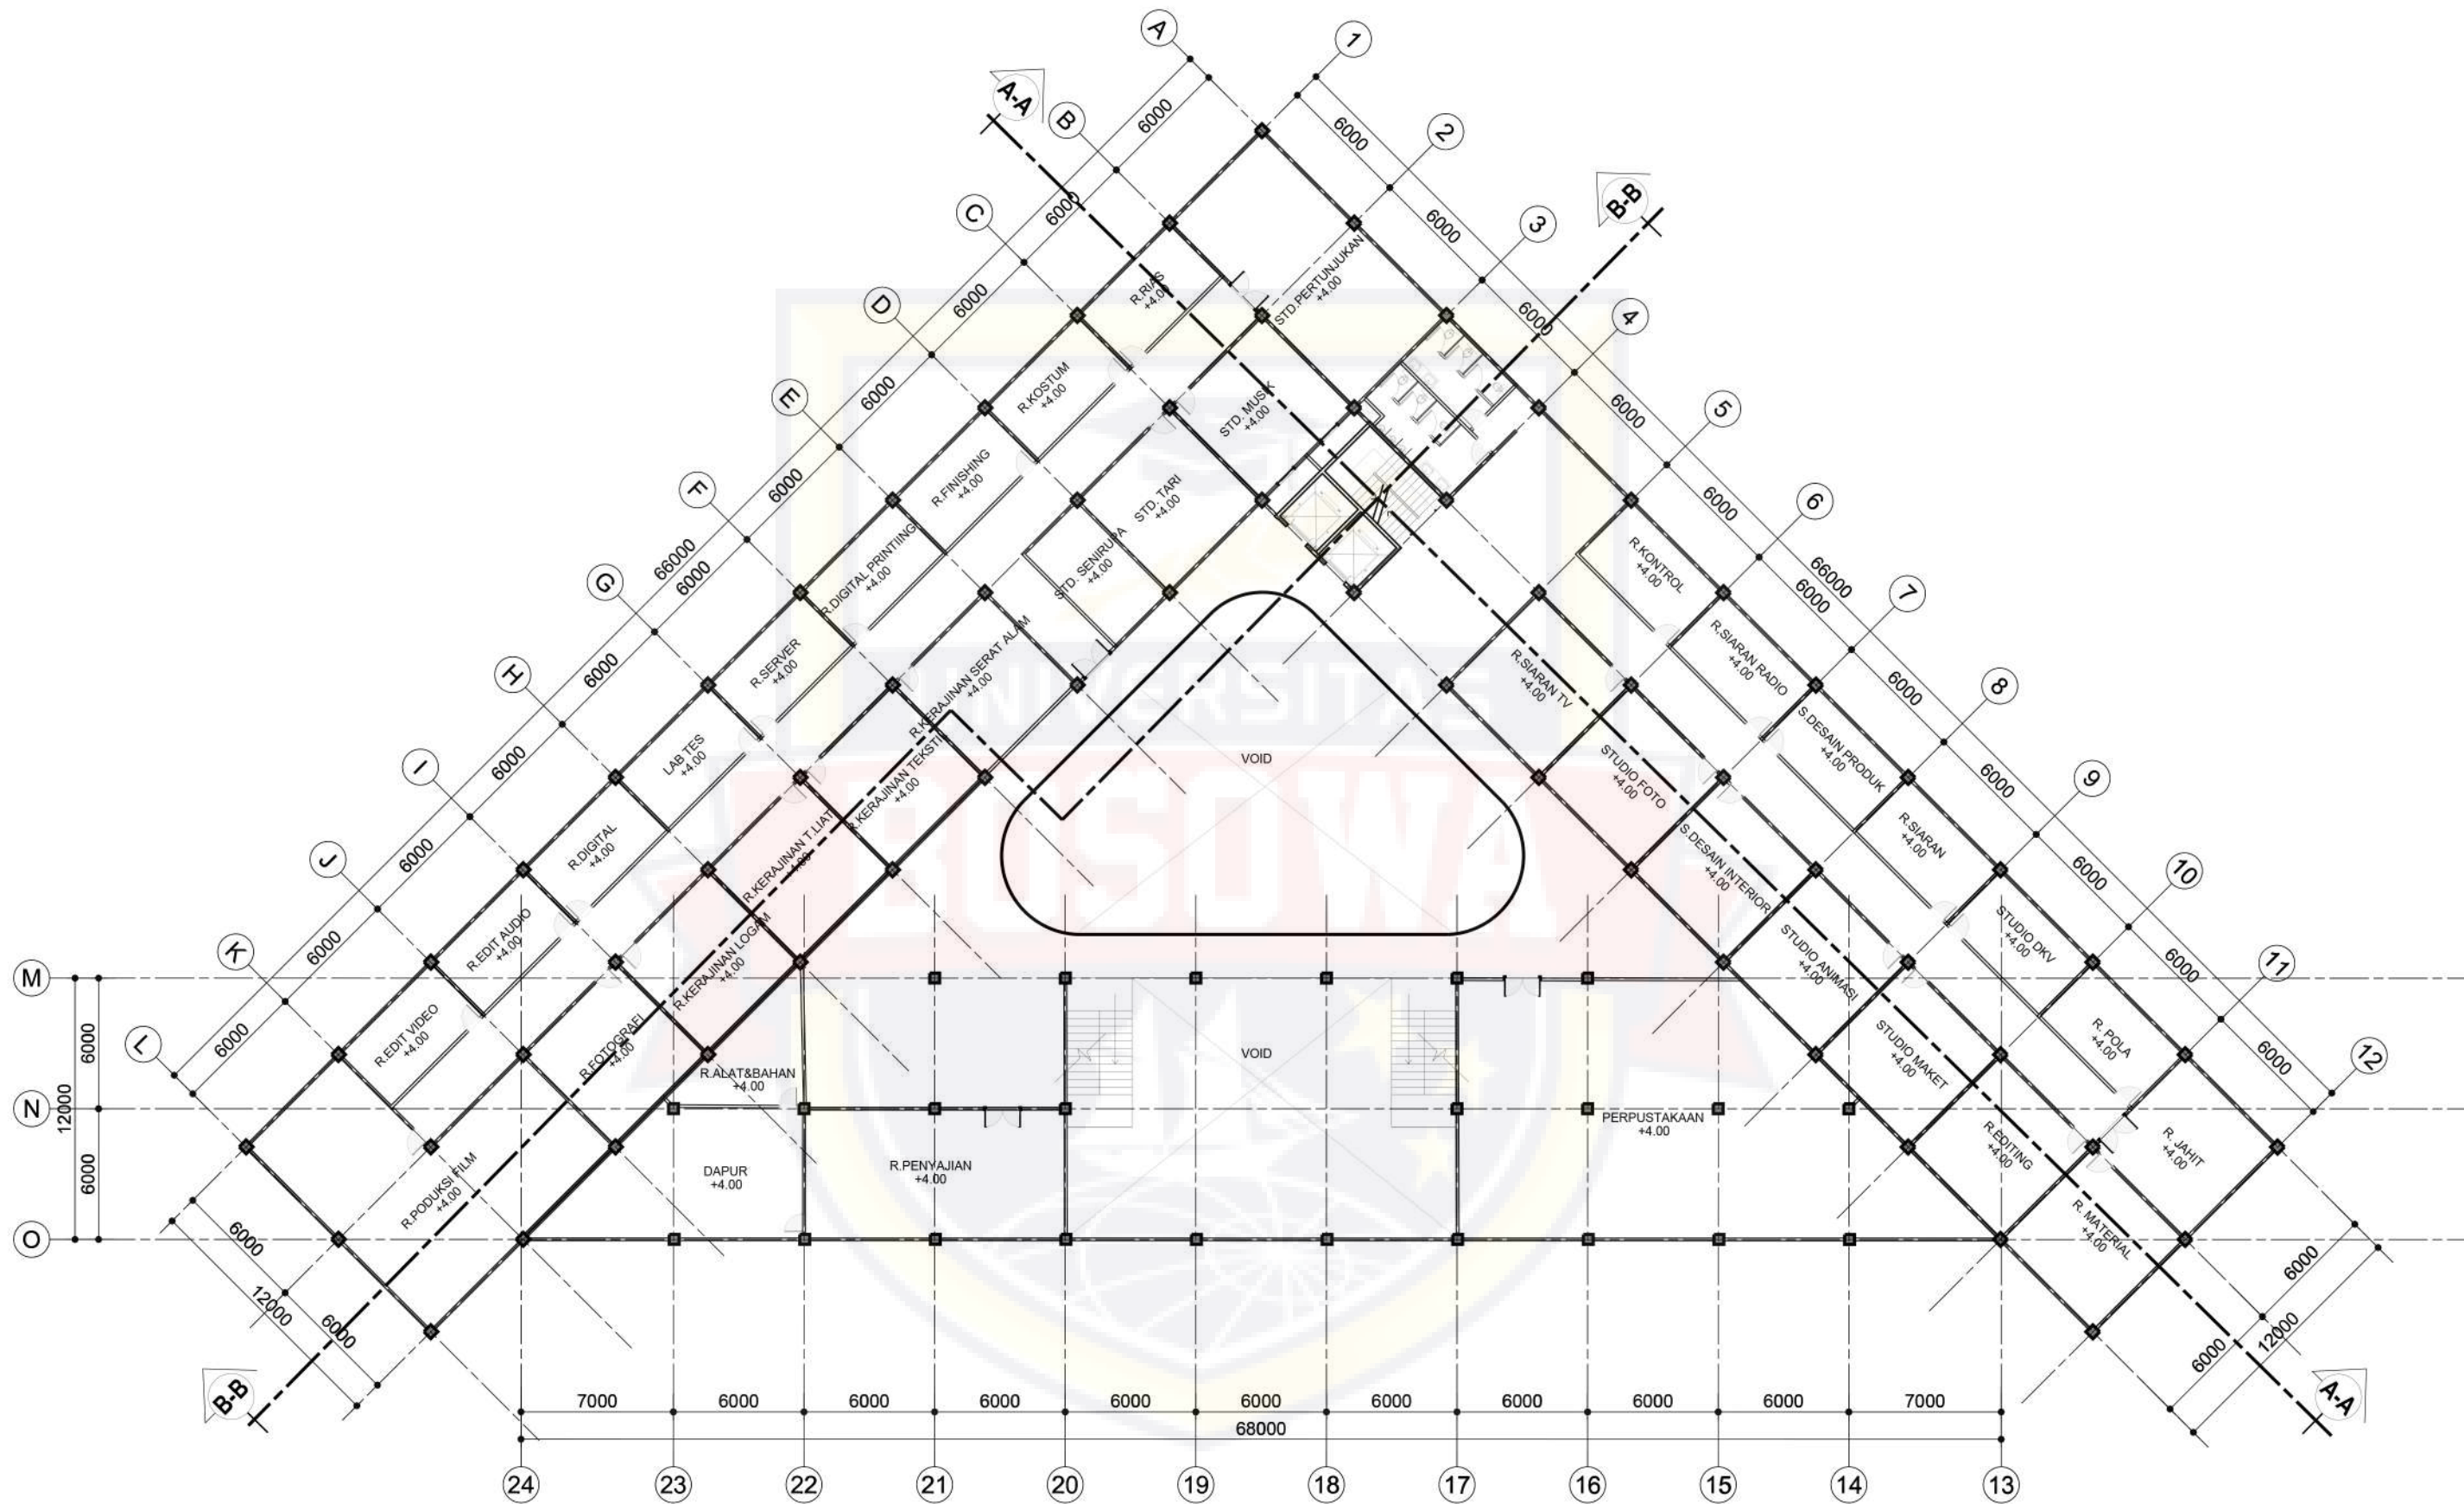 A
1
A-A
B
2
B-B
C
3
D
4
E
5
F
6
G
7
H
8
I
9
J
10
K
11
L
12
6000
6000
6000
6000
6000
6000
6000
6000
6000
6000
6000
66000
6000
6000
6000
6000
6000
6000
6000
6000
6000
6000
6000
66000
STD.PERTUNJUKAN
+4.00
R.RIAS
+4.00
R.KOSTUM
+4.00
STD. MUSIK
+4.00
R.FINISHING
+4.00
STD. TARI
+4.00
R.DIGITAL PRINTIING
+4.00
STD. SENIRUPA
+4.00
R.SERVER
+4.00
R.KERAJINAN SERAT ALAM
+4.00
LAB TES
+4.00
R.KERAJINAN TEKSTIL
+4.00
R.DIGITAL
+4.00
R.KERAJINAN T.LIAT
+4.00
R.EDIT AUDIO
+4.00
R.KERAJINAN LOGAM
+4.00
R.EDIT VIDEO
+4.00
R.FOTOGRAFI
+4.00
R.PODUKSI FILM
+4.00
R.KONTROL
+4.00
R.SIARAN RADIO
+4.00
R.SIARAN TV
+4.00
S.DESAIN PRODUK
+4.00
STUDIO FOTO
+4.00
R.SIARAN
+4.00
S.DESAIN INTERIOR
+4.00
STUDIO DKV
+4.00
STUDIO ANIMASI
+4.00
R. POLA
+4.00
STUDIO MAKET
+4.00
R. JAHIT
+4.00
R.EDITING
+4.00
R. MATERIAL
+4.00
UNIVERSITAS
BOSOWA
VOID
VOID
R.ALAT&BAHAN
+4.00
DAPUR
+4.00
R.PENYAJIAN
+4.00
PERPUSTAKAAN
+4.00
M
N
O
6000
6000
12000
6000
6000
12000
6000
6000
12000
B-B
A-A
7000
6000
6000
6000
6000
6000
6000
6000
6000
6000
7000
68000
24
23
22
21
20
19
18
17
16
15
14
13